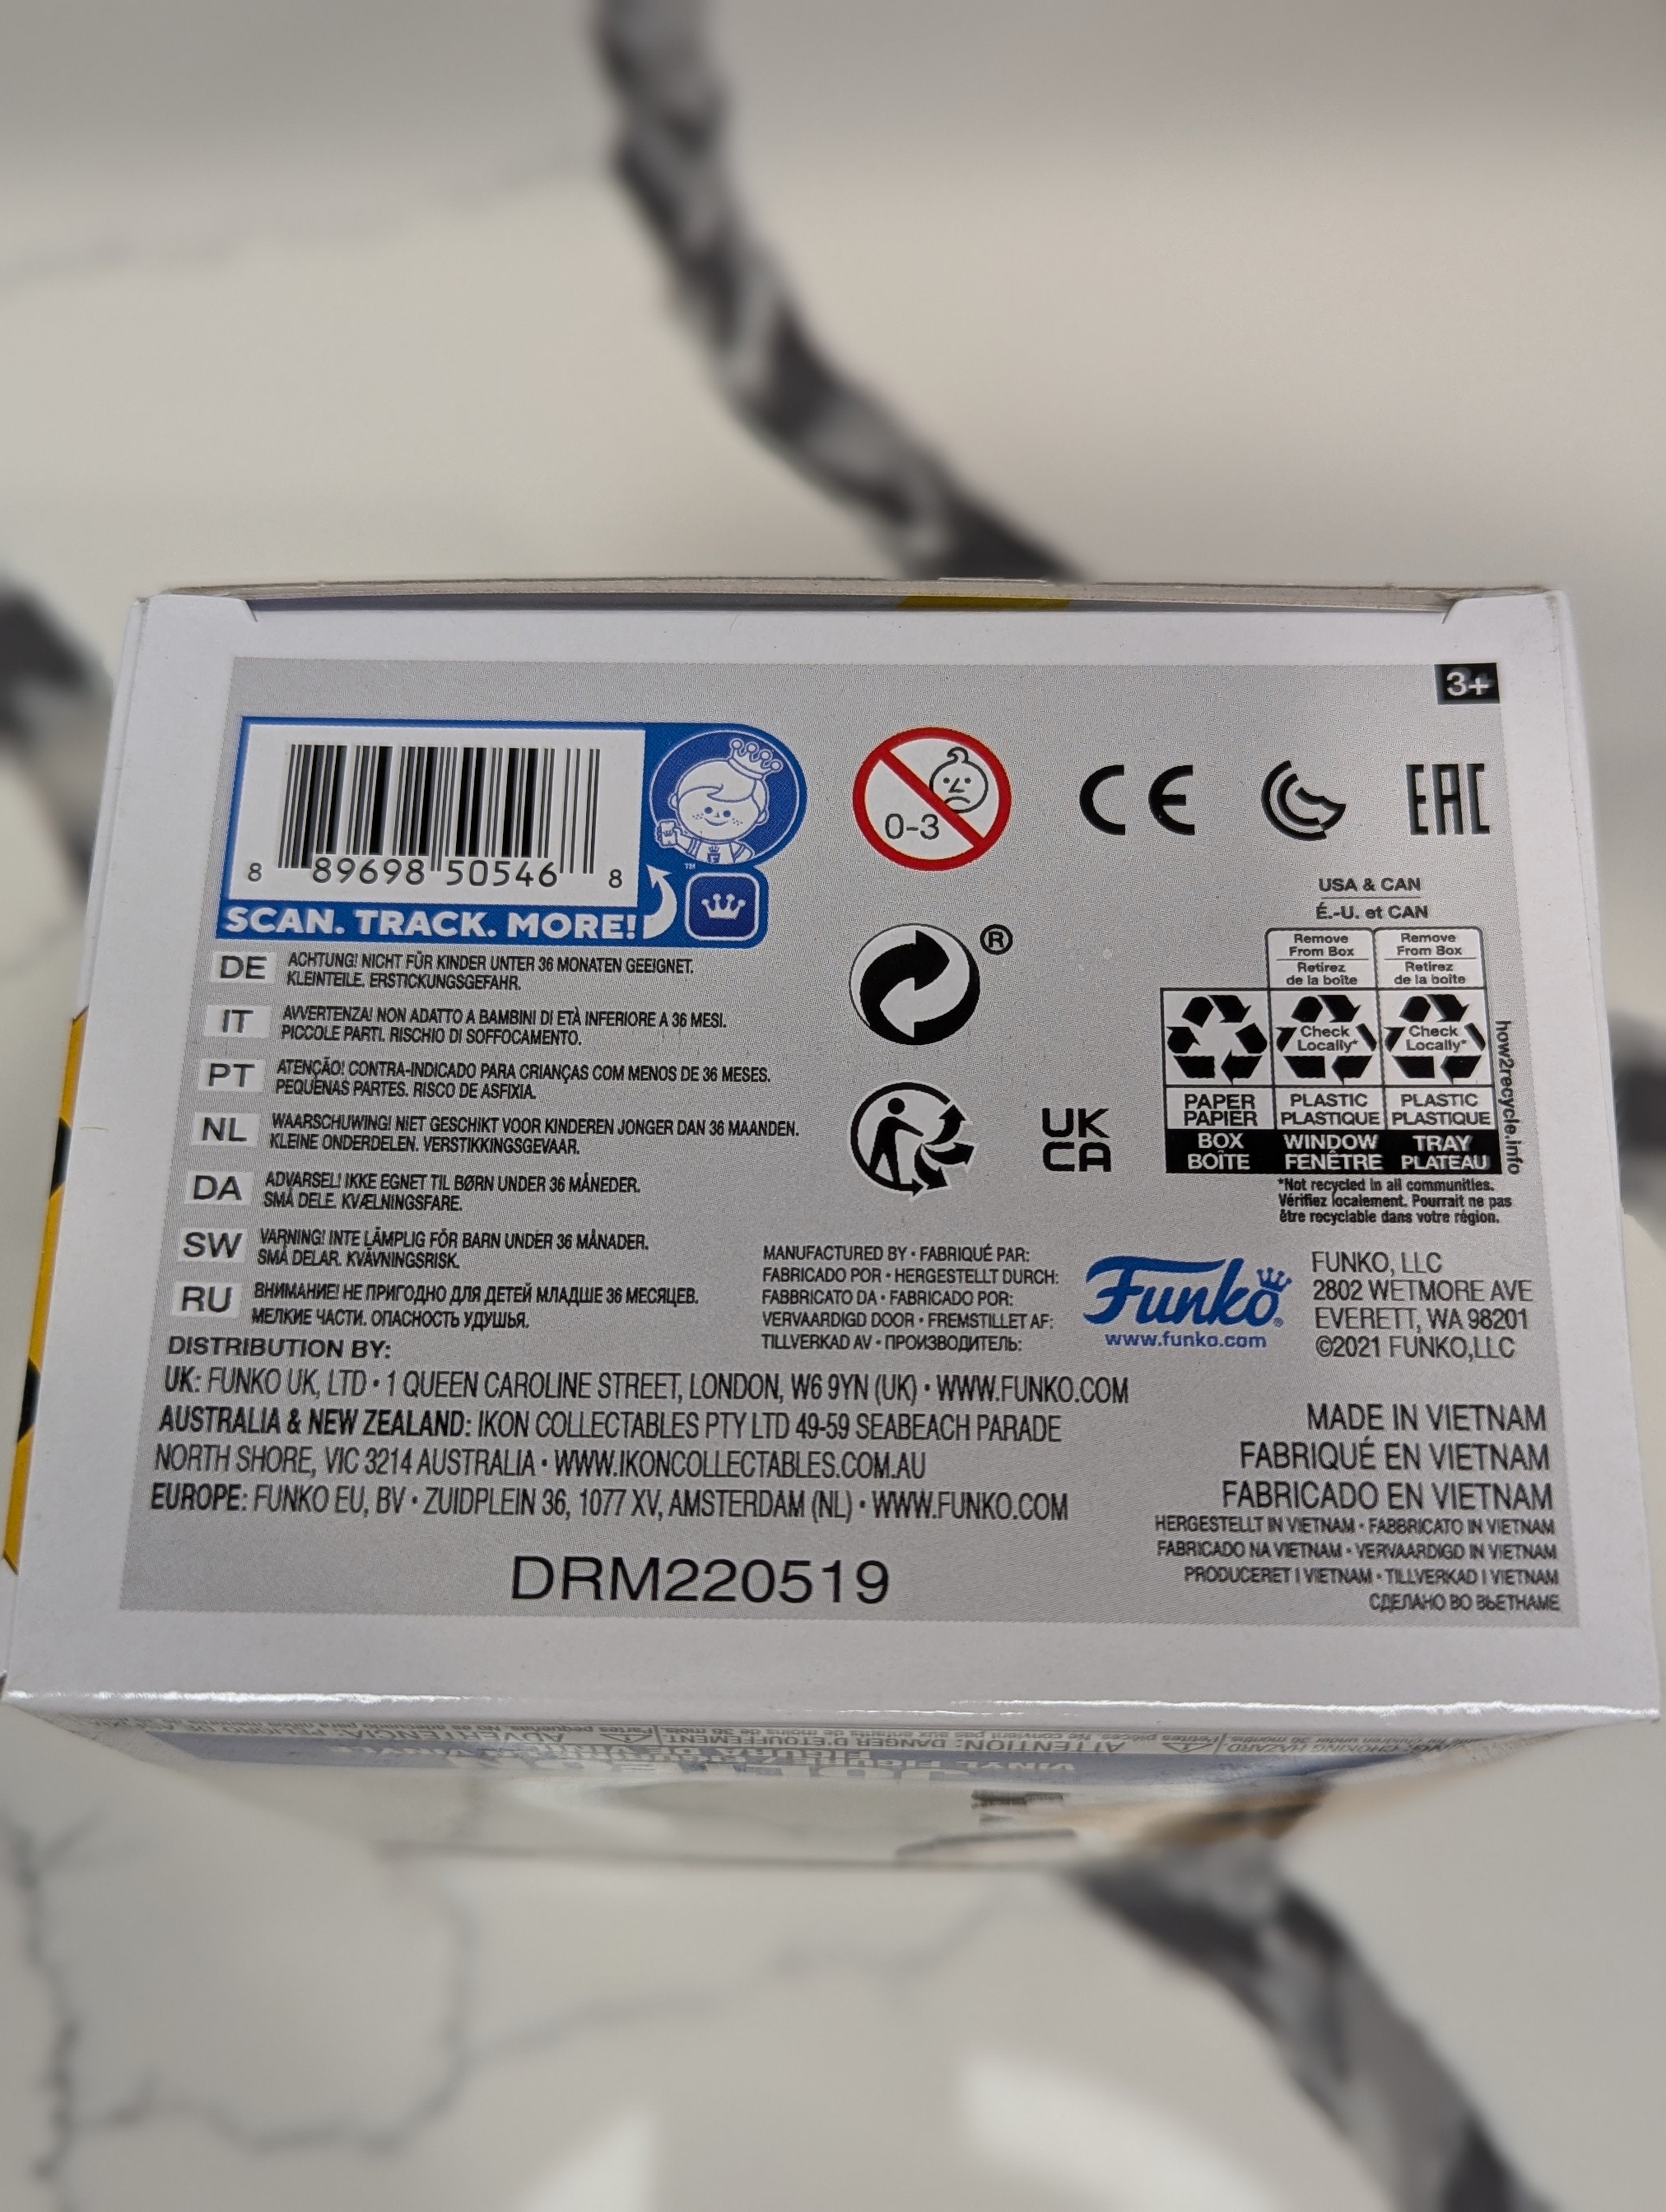 3+
8 89698 50546 8
SCAN. TRACK. MORE!
™
0-3
CE
EAC
USA & CAN
É.-U. et CAN
Remove From Box
Retirez de la boîte
Remove From Box
Retirez de la boîte
Check Locally*
Check Locally*
PAPER PAPIER
PLASTIC PLASTIQUE
PLASTIC PLASTIQUE
BOX BOÎTE
WINDOW FENÊTRE
TRAY PLATEAU
how2recycle.info
*Not recycled in all communities.
Vérifiez localement. Pourrait ne pas
être recyclable dans votre région.
®
UK
CA
DE ACHTUNG! NICHT FÜR KINDER UNTER 36 MONATEN GEEIGNET.
KLEINTEILE. ERSTICKUNGSGEFAHR.
IT AVVERTENZA! NON ADATTO A BAMBINI DI ETÀ INFERIORE A 36 MESI.
PICCOLE PARTI. RISCHIO DI SOFFOCAMENTO.
PT ATENÇÃO! CONTRA-INDICADO PARA CRIANÇAS COM MENOS DE 36 MESES.
PEQUENAS PARTES. RISCO DE ASFIXIA.
NL WAARSCHUWING! NIET GESCHIKT VOOR KINDEREN JONGER DAN 36 MAANDEN.
KLEINE ONDERDELEN. VERSTIKKINGSGEVAAR.
DA ADVARSEL! IKKE EGNET TIL BØRN UNDER 36 MÅNEDER.
SMÅ DELE. KVÆLNINGSFARE.
SW VARNING! INTE LÄMPLIG FÖR BARN UNDER 36 MÅNADER.
SMÅ DELAR. KVÄVNINGSRISK.
RU ВНИМАНИЕ! НЕ ПРИГОДНО ДЛЯ ДЕТЕЙ МЛАДШЕ 36 МЕСЯЦЕВ.
МЕЛКИЕ ЧАСТИ. ОПАСНОСТЬ УДУШЬЯ.
MANUFACTURED BY • FABRIQUÉ PAR:
FABRICADO POR • HERGESTELLT DURCH:
FABBRICATO DA • FABRICADO POR:
VERVAARDIGD DOOR • FREMSTILLET AF:
TILLVERKAD AV • ПРОИЗВОДИТЕЛЬ:
Funko®
www.funko.com
FUNKO, LLC
2802 WETMORE AVE
EVERETT, WA 98201
©2021 FUNKO,LLC
DISTRIBUTION BY:
UK: FUNKO UK, LTD • 1 QUEEN CAROLINE STREET, LONDON, W6 9YN (UK) • WWW.FUNKO.COM
AUSTRALIA & NEW ZEALAND: IKON COLLECTABLES PTY LTD 49-59 SEABEACH PARADE
NORTH SHORE, VIC 3214 AUSTRALIA • WWW.IKONCOLLECTABLES.COM.AU
EUROPE: FUNKO EU, BV • ZUIDPLEIN 36, 1077 XV, AMSTERDAM (NL) • WWW.FUNKO.COM
MADE IN VIETNAM
FABRIQUÉ EN VIETNAM
FABRICADO EN VIETNAM
HERGESTELLT IN VIETNAM • FABBRICATO IN VIETNAM
FABRICADO NA VIETNAM • VERVAARDIGD IN VIETNAM
PRODUCERET I VIETNAM • TILLVERKAD I VIETNAM
СДЕЛАНО ВО ВЬЕТНАМЕ
DRM220519
ATTENTION: DANGER D'ÉTOUFFEMENT
ADVERTENCIA: PELIGRO DE